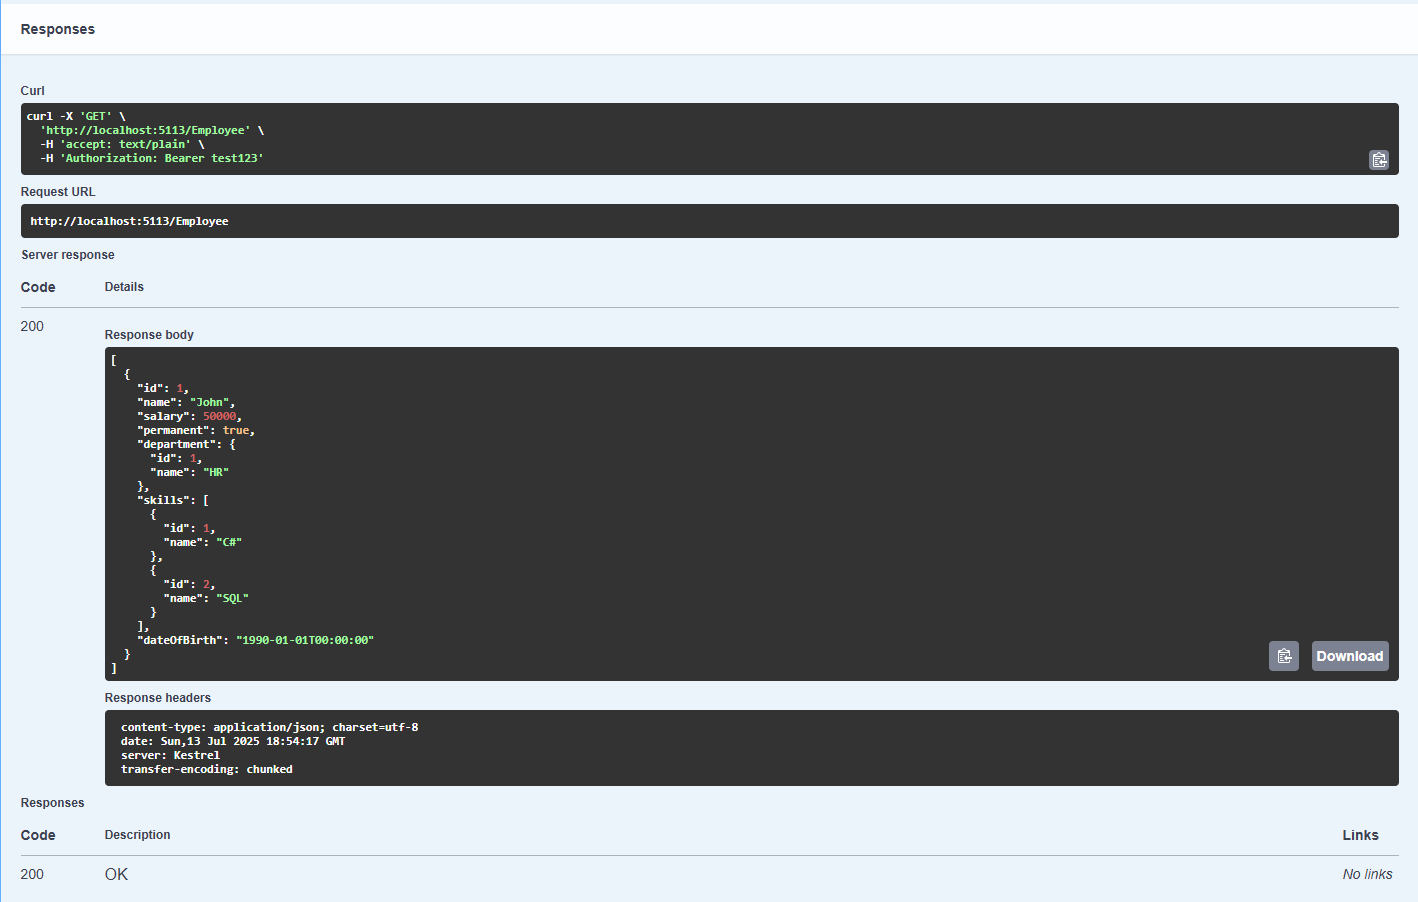 Responses
Curl
curl -X 'GET' \
  'http://localhost:5113/Employee' \
  -H 'accept: text/plain' \
  -H 'Authorization: Bearer test123'
Request URL
http://localhost:5113/Employee
Server response
Code Details
200
Response body
[
  {
    "id": 1,
    "name": "John",
    "salary": 50000,
    "permanent": true,
    "department": {
      "id": 1,
      "name": "HR"
    },
    "skills": [
      {
        "id": 1,
        "name": "C#"
      },
      {
        "id": 2,
        "name": "SQL"
      }
    ],
    "dateOfBirth": "1990-01-01T00:00:00"
  }
]
Download
Response headers
content-type: application/json; charset=utf-8
date: Sun,13 Jul 2025 18:54:17 GMT
server: Kestrel
transfer-encoding: chunked
Responses
Code Description Links
200 OK No links